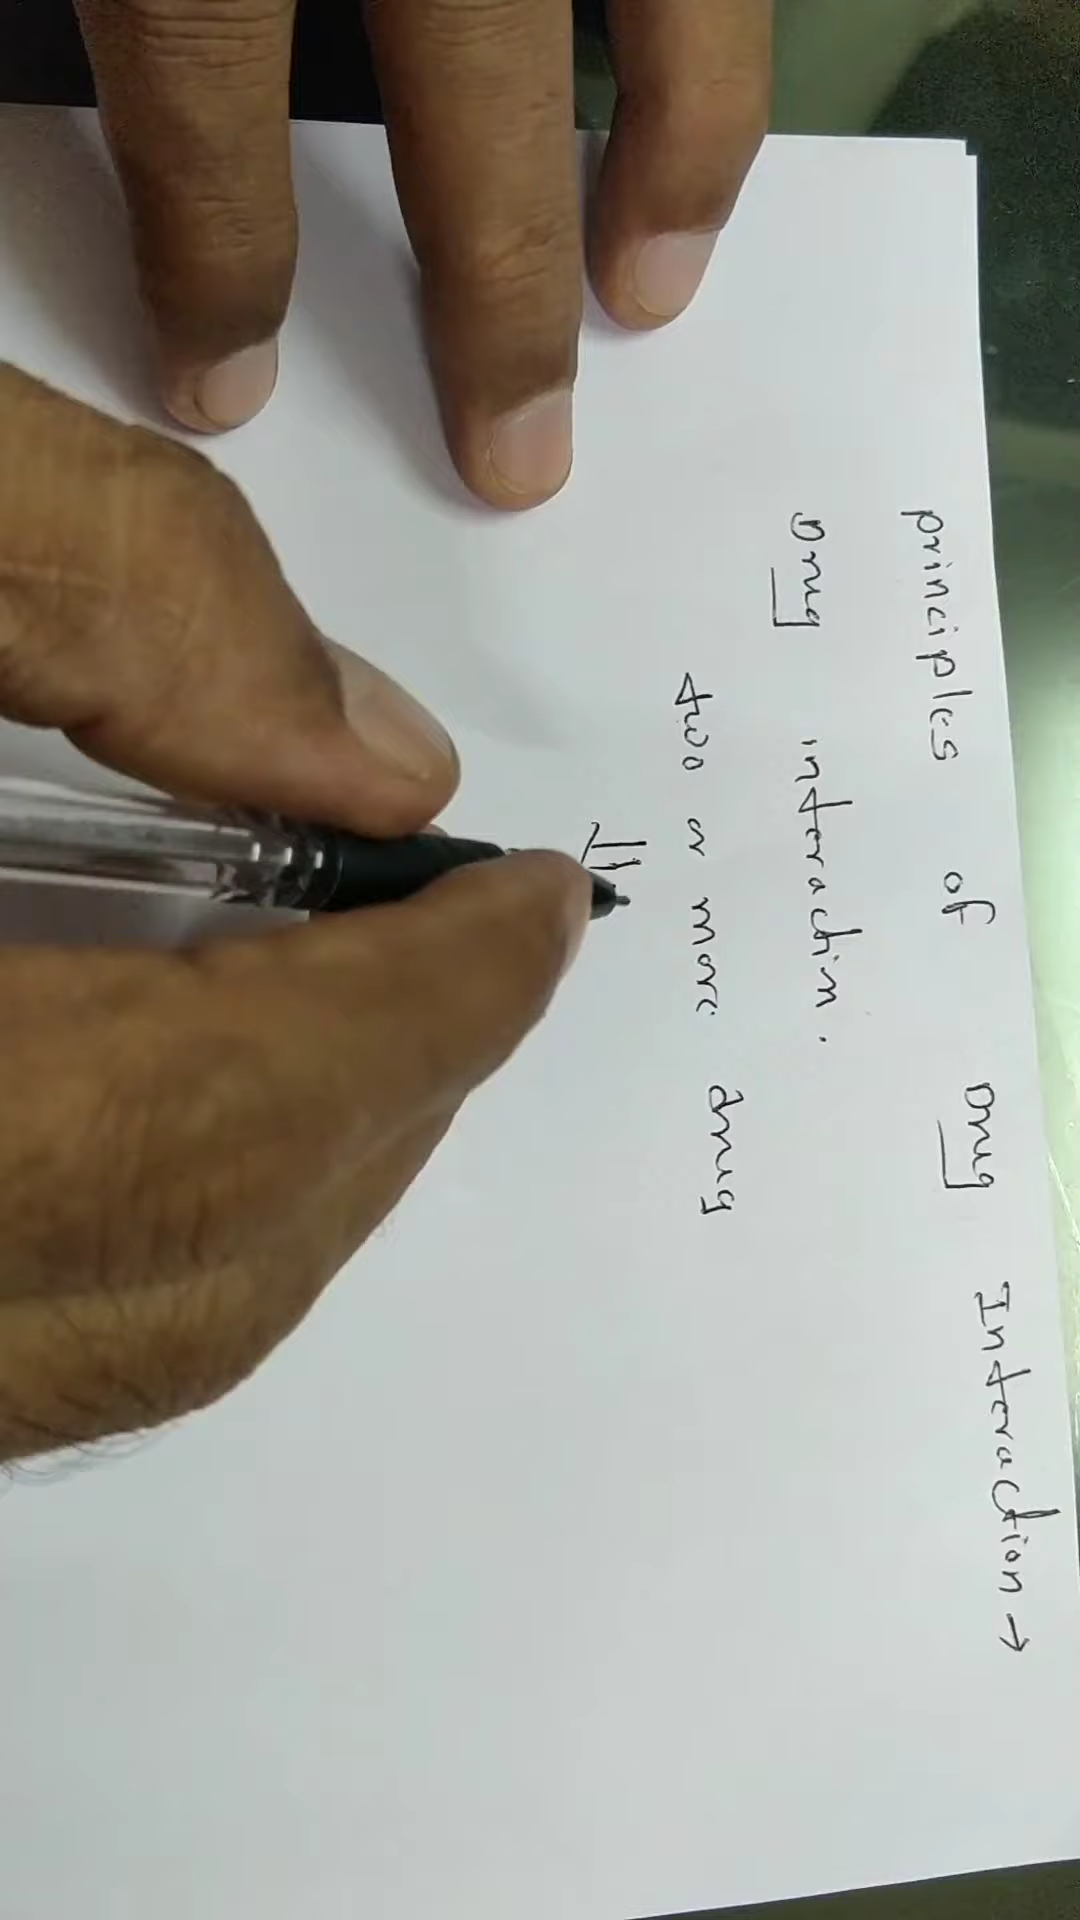 principles of Drug Interaction →
Drug interaction.
two or more drug